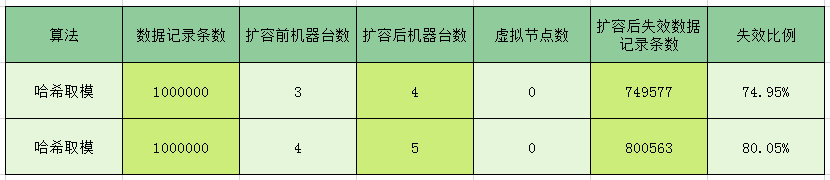 算法 数据记录条数 扩容前机器台数 扩容后机器台数 虚拟节点数 扩容后失效数据记录条数 失效比例
哈希取模 1000000 3 4 0 749577 74.95%
哈希取模 1000000 4 5 0 800563 80.05%